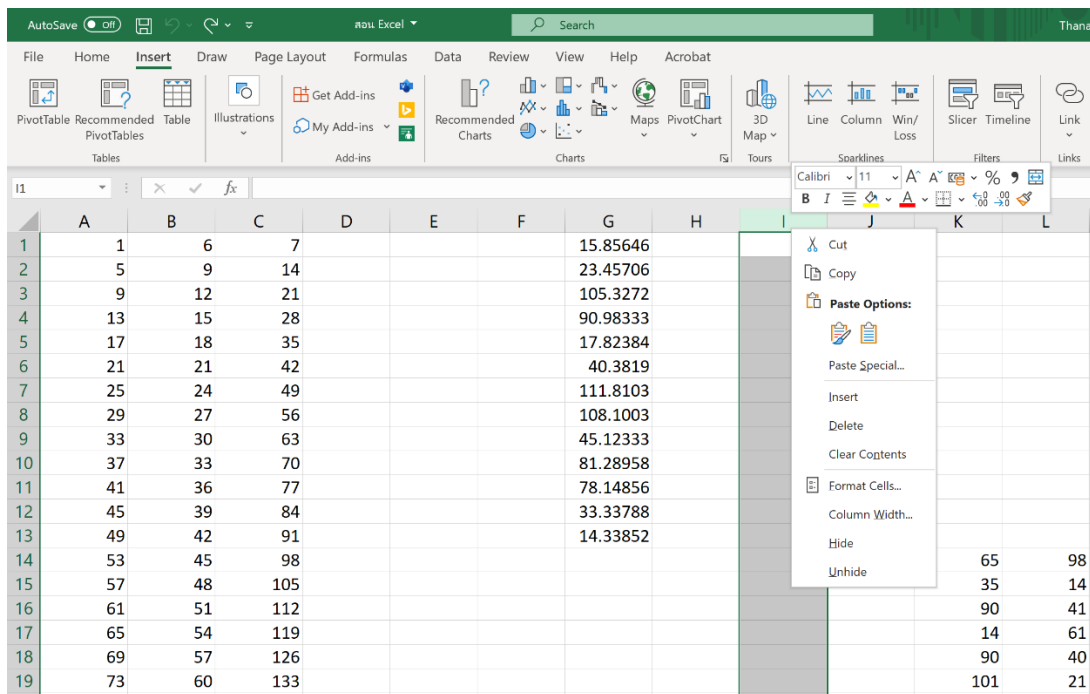 AutoSave Off สอน Excel Search Thana
File Home Insert Draw Page Layout Formulas Data Review View Help Acrobat
PivotTable Recommended PivotTables Table
Tables
Illustrations
Get Add-ins
My Add-ins
Add-ins
Recommended Charts
Maps PivotChart
Charts
3D Map
Tours
Line Column Win/Loss
Sparklines
Slicer Timeline
Filters
Link
Links
I1 fx
Calibri 11 A^ A˅ % ,
B I A .00 .00
A B C D E F G H I J K L
1 1 6 7 15.85646
2 5 9 14 23.45706
3 9 12 21 105.3272
4 13 15 28 90.98333
5 17 18 35 17.82384
6 21 21 42 40.3819
7 25 24 49 111.8103
8 29 27 56 108.1003
9 33 30 63 45.12333
10 37 33 70 81.28958
11 41 36 77 78.14856
12 45 39 84 33.33788
13 49 42 91 14.33852
14 53 45 98 65 98
15 57 48 105 35 14
16 61 51 112 90 41
17 65 54 119 14 61
18 69 57 126 90 40
19 73 60 133 101 21
Cut
Copy
Paste Options:
Paste Special...
Insert
Delete
Clear Contents
Format Cells...
Column Width...
Hide
Unhide